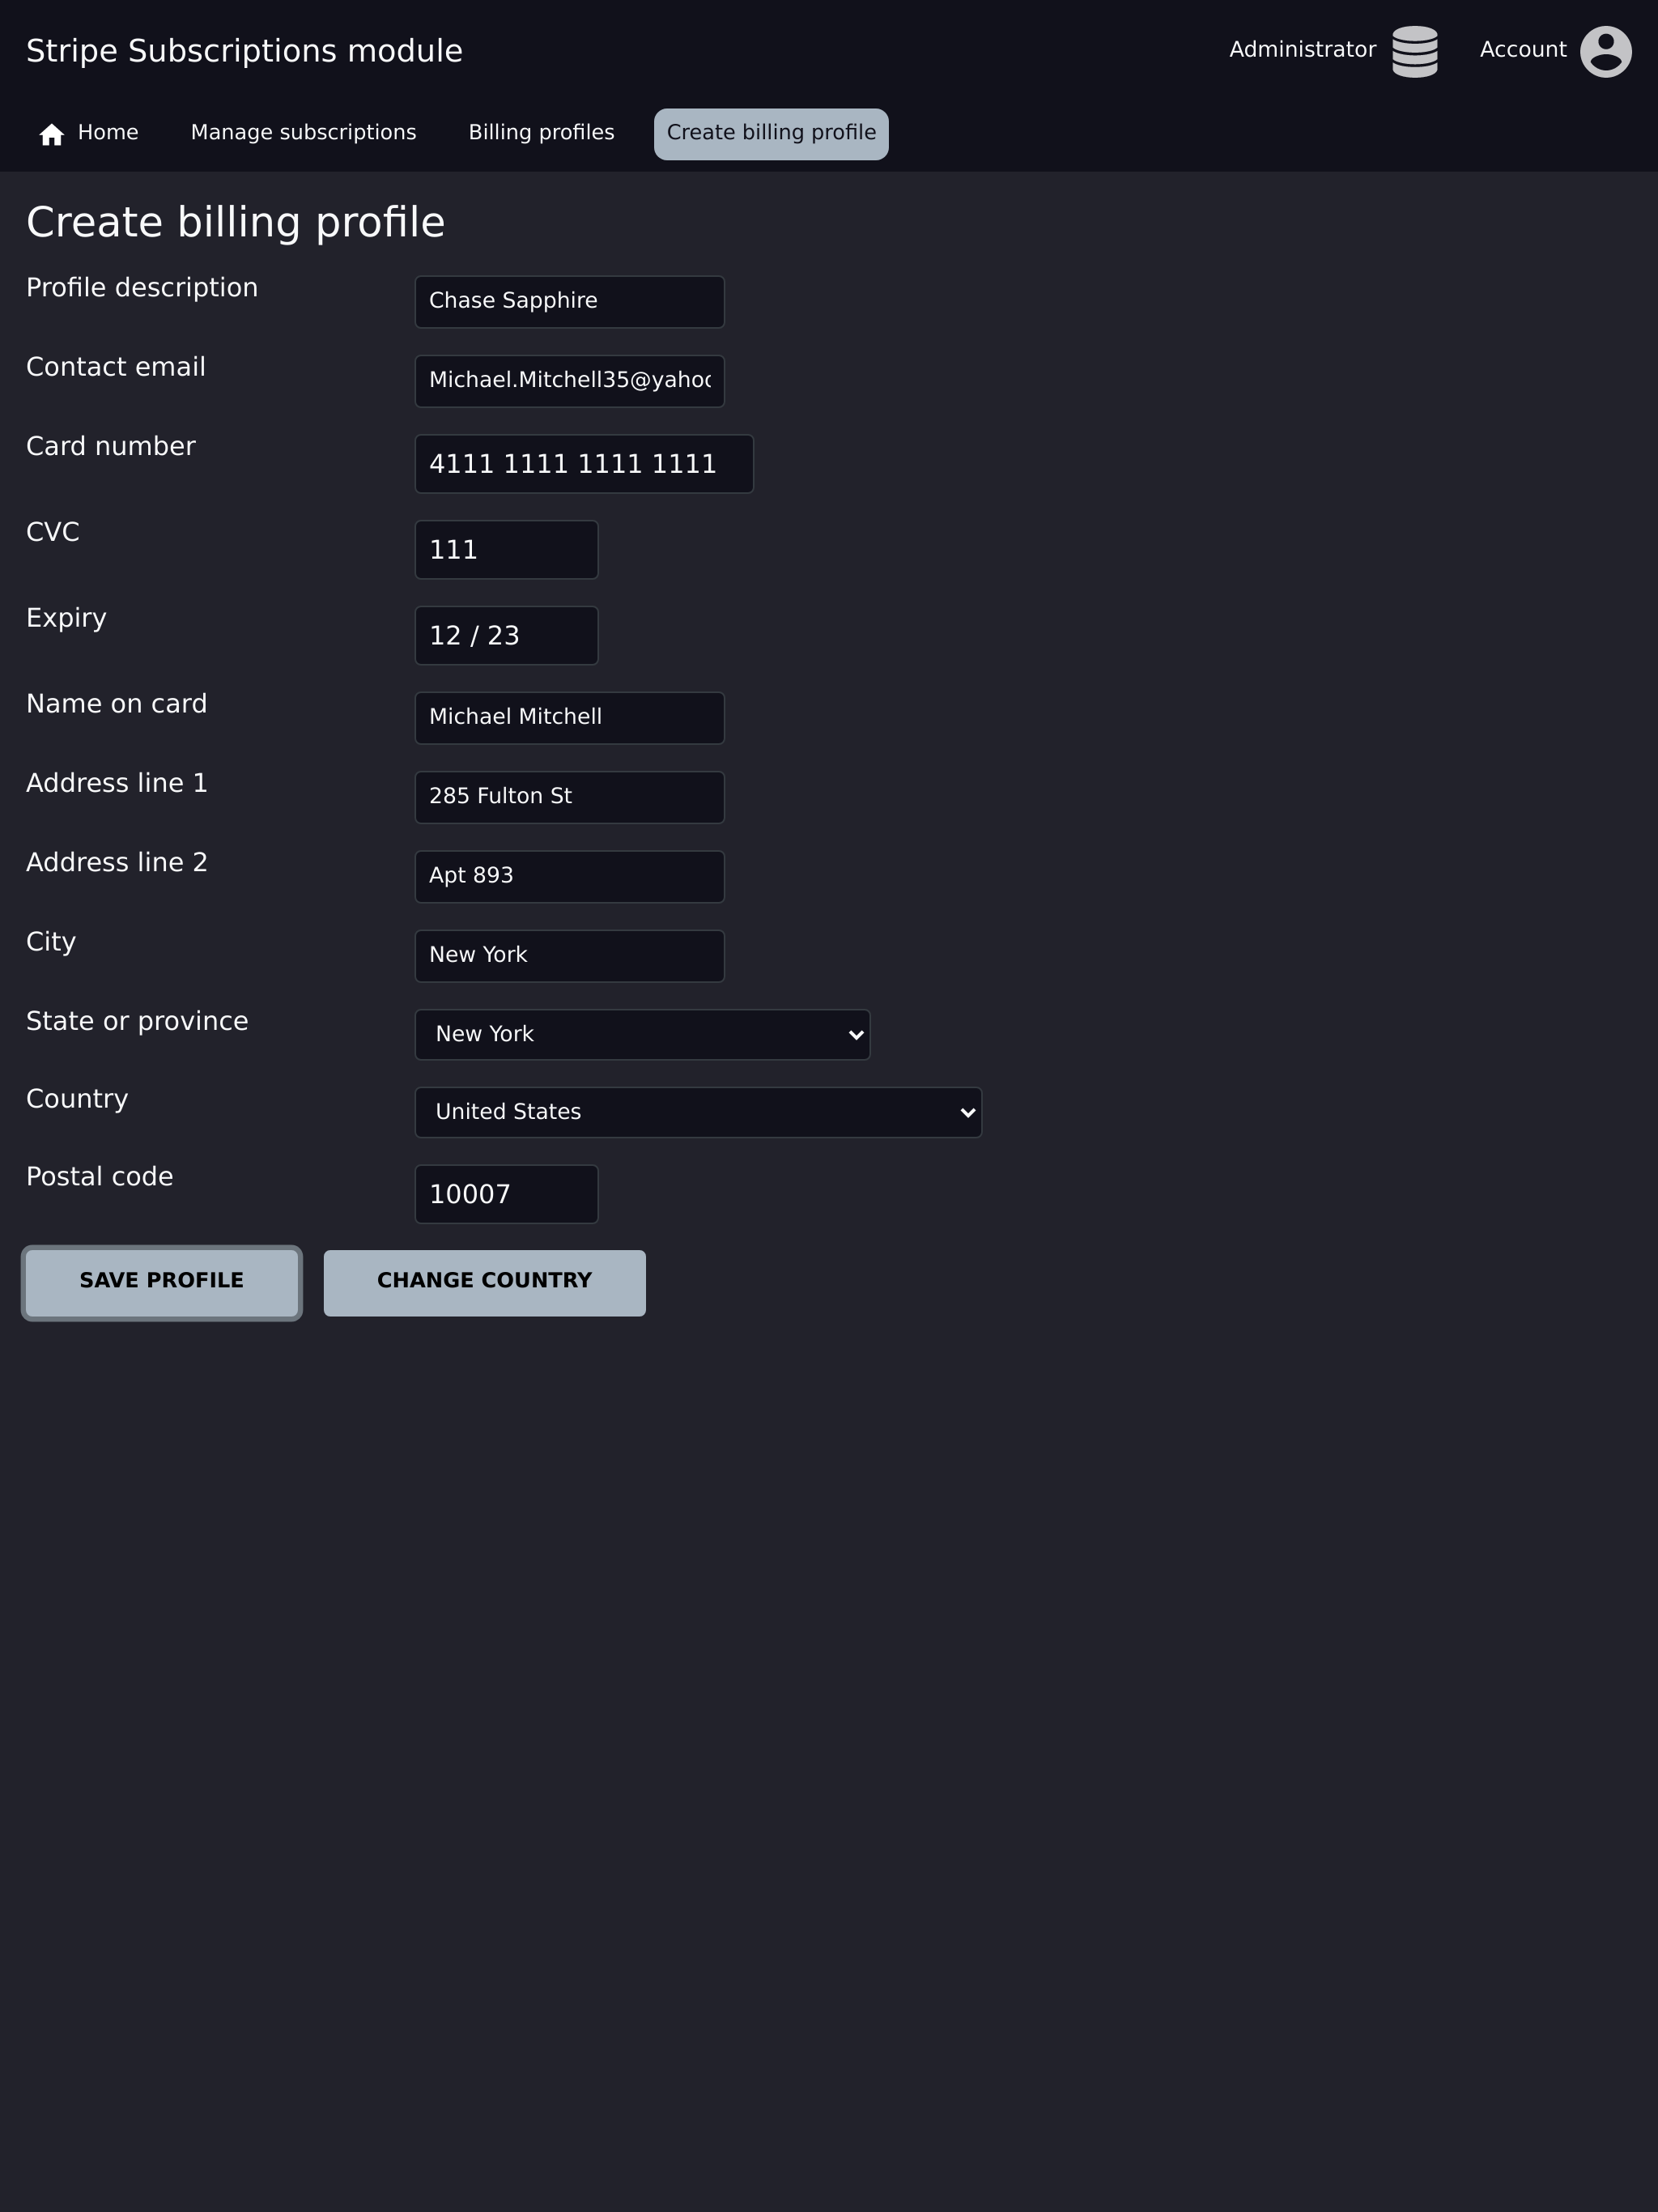 Stripe Subscriptions module
Administrator
Account
Home
Manage subscriptions
Billing profiles
Create billing profile
Create billing profile
Profile description
Chase Sapphire
Contact email
Michael.Mitchell35@yahoo
Card number
4111 1111 1111 1111
CVC
111
Expiry
12 / 23
Name on card
Michael Mitchell
Address line 1
285 Fulton St
Address line 2
Apt 893
City
New York
State or province
New York
Country
United States
Postal code
10007
SAVE PROFILE
CHANGE COUNTRY